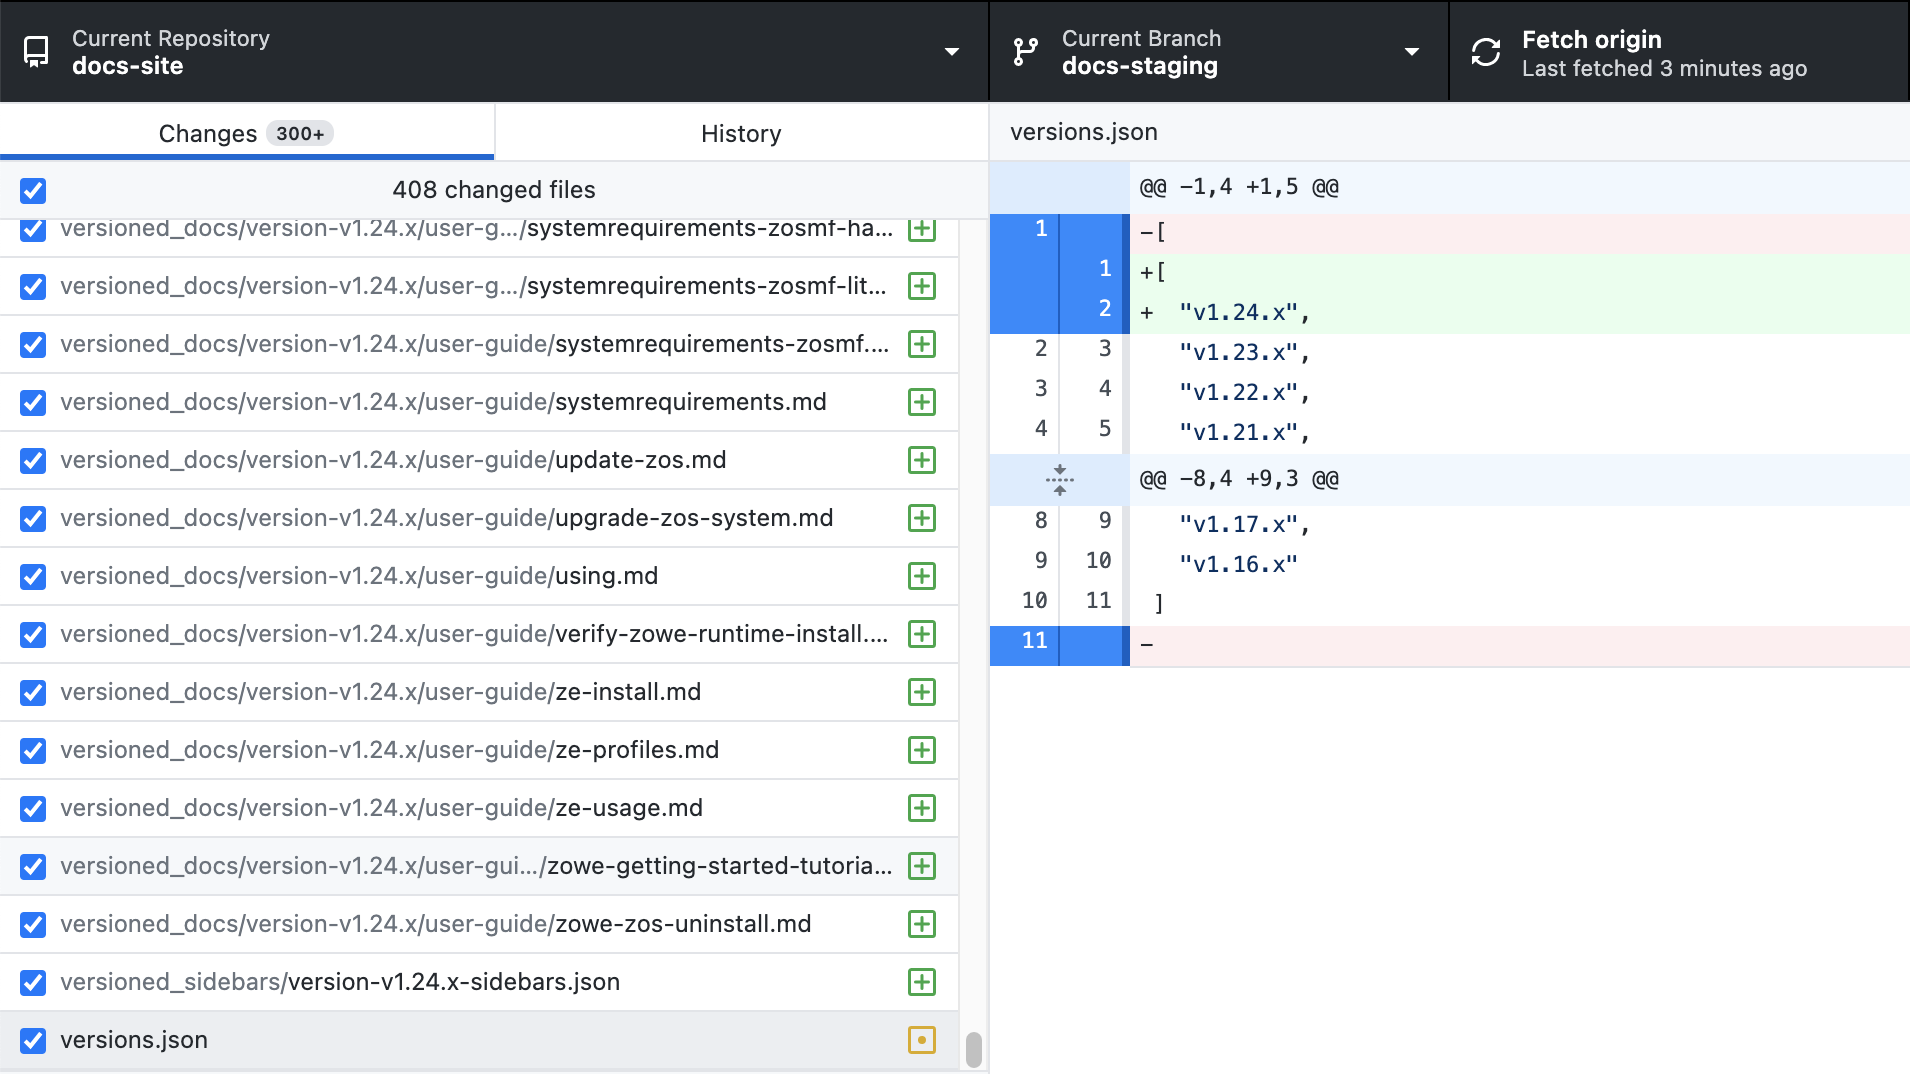 Current Repository
docs-site
Current Branch
docs-staging
Fetch origin
Last fetched 3 minutes ago
Changes 300+
History
408 changed files
versioned_docs/version-v1.24.x/user-g.../systemrequirements-zosmf-ha...
versioned_docs/version-v1.24.x/user-g.../systemrequirements-zosmf-lit...
versioned_docs/version-v1.24.x/user-guide/systemrequirements-zosmf....
versioned_docs/version-v1.24.x/user-guide/systemrequirements.md
versioned_docs/version-v1.24.x/user-guide/update-zos.md
versioned_docs/version-v1.24.x/user-guide/upgrade-zos-system.md
versioned_docs/version-v1.24.x/user-guide/using.md
versioned_docs/version-v1.24.x/user-guide/verify-zowe-runtime-install....
versioned_docs/version-v1.24.x/user-guide/ze-install.md
versioned_docs/version-v1.24.x/user-guide/ze-profiles.md
versioned_docs/version-v1.24.x/user-guide/ze-usage.md
versioned_docs/version-v1.24.x/user-gui.../zowe-getting-started-tutoria...
versioned_docs/version-v1.24.x/user-guide/zowe-zos-uninstall.md
versioned_sidebars/version-v1.24.x-sidebars.json
versions.json
versions.json
@@ -1,4 +1,5 @@
1 -[
1 +[
2 + "v1.24.x",
2 3 "v1.23.x",
3 4 "v1.22.x",
4 5 "v1.21.x",
@@ -8,4 +9,3 @@
8 9 "v1.17.x",
9 10 "v1.16.x"
10 11 ]
11 -